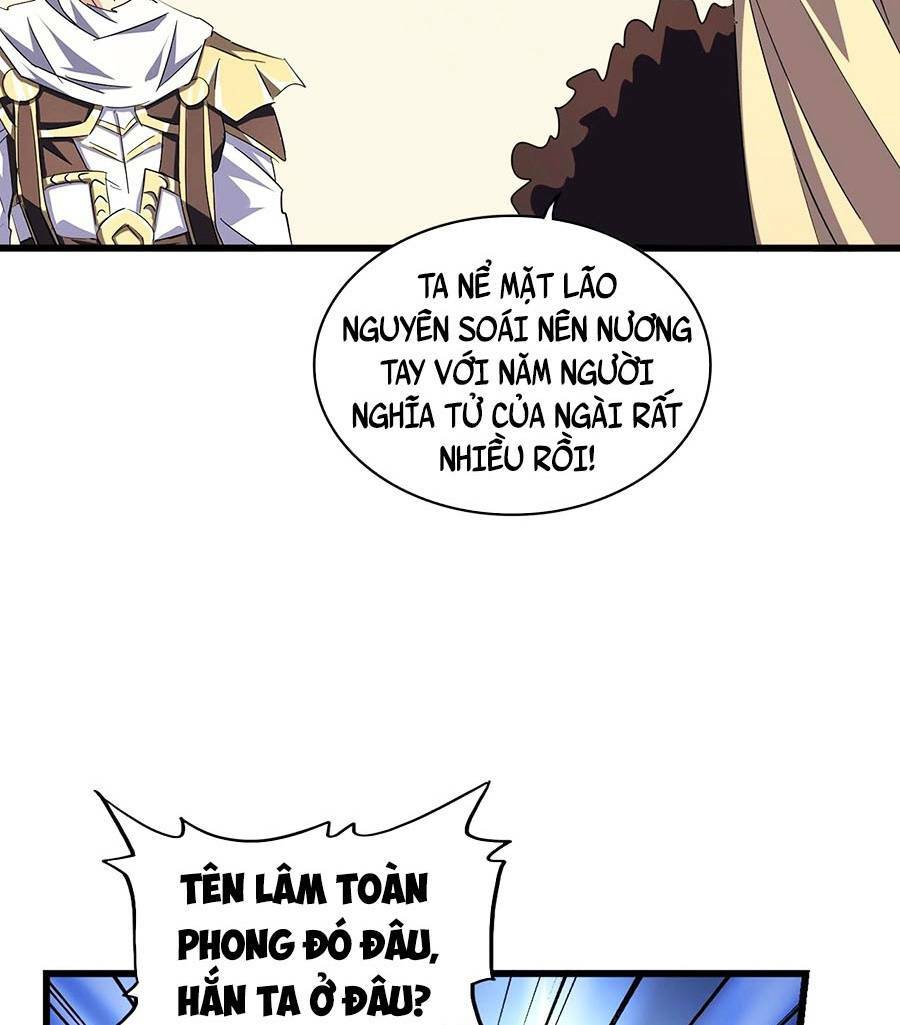 TA NỂ MẶT LÃO
NGUYÊN SOÁI NÊN NƯƠNG
TAY VỚI NĂM NGƯỜI
NGHĨA TỬ CỦA NGÀI RẤT
NHIỀU RỒI!
TÊN LÂM TOÀN
PHONG ĐÓ ĐÂU,
HẮN TA Ở ĐÂU?